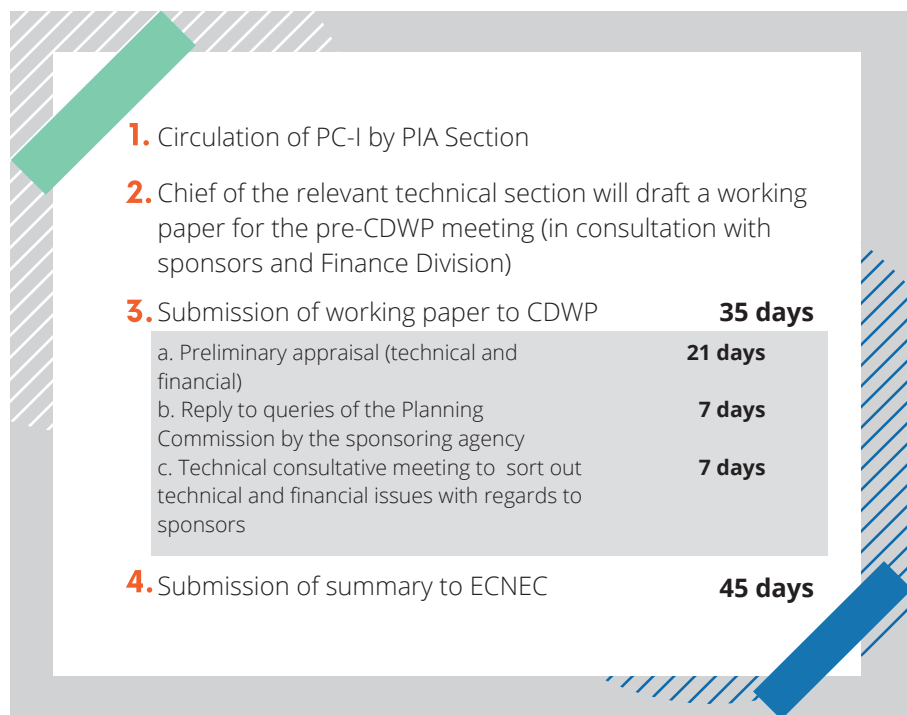 1. Circulation of PC-I by PIA Section
2. Chief of the relevant technical section will draft a working
paper for the pre-CDWP meeting (in consultation with
sponsors and Finance Division)
3. Submission of working paper to CDWP 35 days
a. Preliminary appraisal (technical and 21 days
financial)
b. Reply to queries of the Planning 7 days
Commission by the sponsoring agency
c. Technical consultative meeting to sort out 7 days
technical and financial issues with regards to
sponsors
4. Submission of summary to ECNEC 45 days